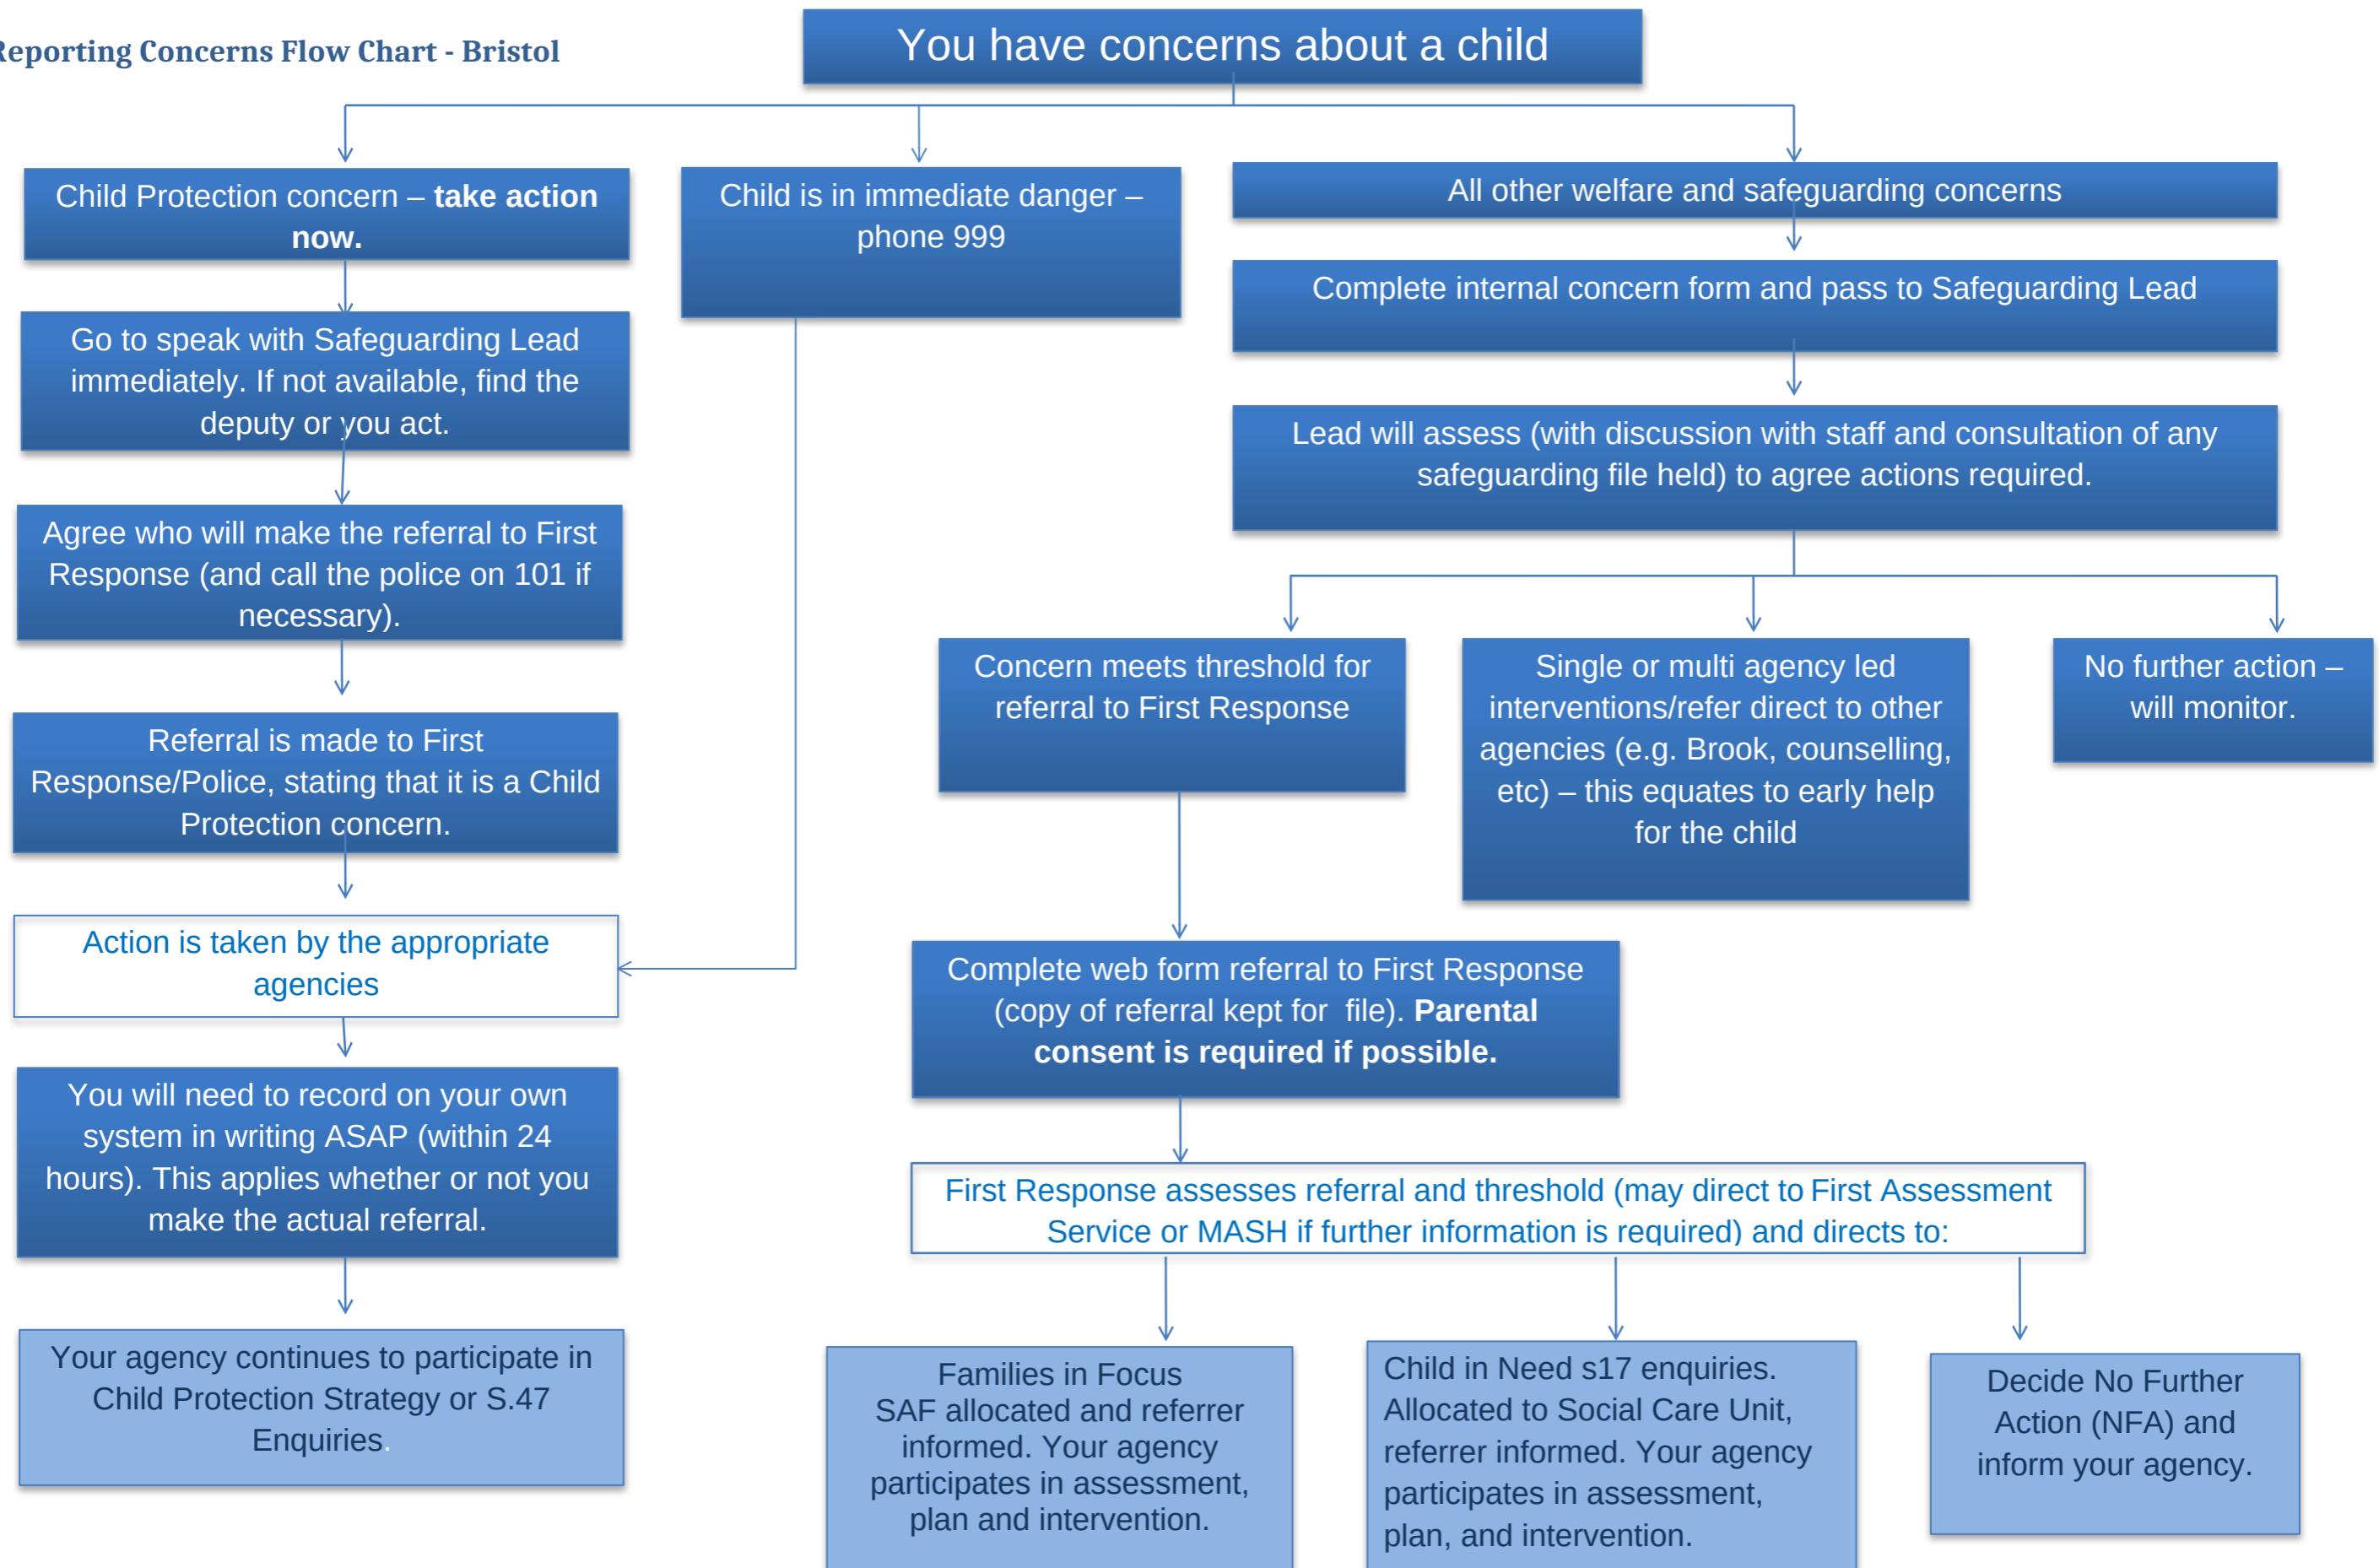 Reporting Concerns Flow Chart - Bristol
You have concerns about a child
Child Protection concern – take action
now.
Go to speak with Safeguarding Lead
immediately. If not available, find the
deputy or you act.
Agree who will make the referral to First
Response (and call the police on 101 if
necessary).
Referral is made to First
Response/Police, stating that it is a Child
Protection concern.
Action is taken by the appropriate
agencies
You will need to record on your own
system in writing ASAP (within 24
hours). This applies whether or not you
make the actual referral.
Your agency continues to participate in
Child Protection Strategy or S.47
Enquiries.
Child is in immediate danger –
phone 999
All other welfare and safeguarding concerns
Complete internal concern form and pass to Safeguarding Lead
Lead will assess (with discussion with staff and consultation of any
safeguarding file held) to agree actions required.
Concern meets threshold for
referral to First Response
Single or multi agency led
interventions/refer direct to other
agencies (e.g. Brook, counselling,
etc) – this equates to early help
for the child
No further action –
will monitor.
Complete web form referral to First Response
(copy of referral kept for file). Parental
consent is required if possible.
First Response assesses referral and threshold (may direct to First Assessment
Service or MASH if further information is required) and directs to:
Families in Focus
SAF allocated and referrer
informed. Your agency
participates in assessment,
plan and intervention.
Child in Need s17 enquiries.
Allocated to Social Care Unit,
referrer informed. Your agency
participates in assessment,
plan, and intervention.
Decide No Further
Action (NFA) and
inform your agency.